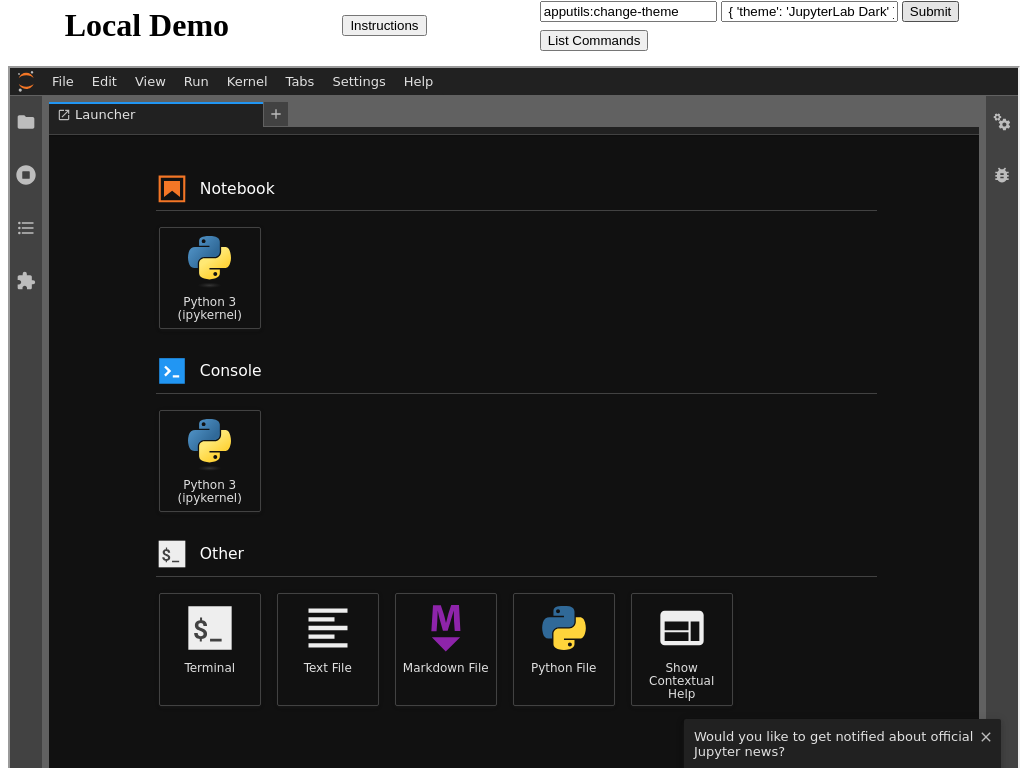 Local Demo
Instructions
apputils:change-theme
{ 'theme': 'JupyterLab Dark'
Submit
List Commands
File Edit View Run Kernel Tabs Settings Help
Launcher
Notebook
Python 3
(ipykernel)
Console
Python 3
(ipykernel)
$_ Other
$_
Terminal
Text File
M
Markdown File
Python File
Show
Contextual
Help
Would you like to get notified about official
Jupyter news?